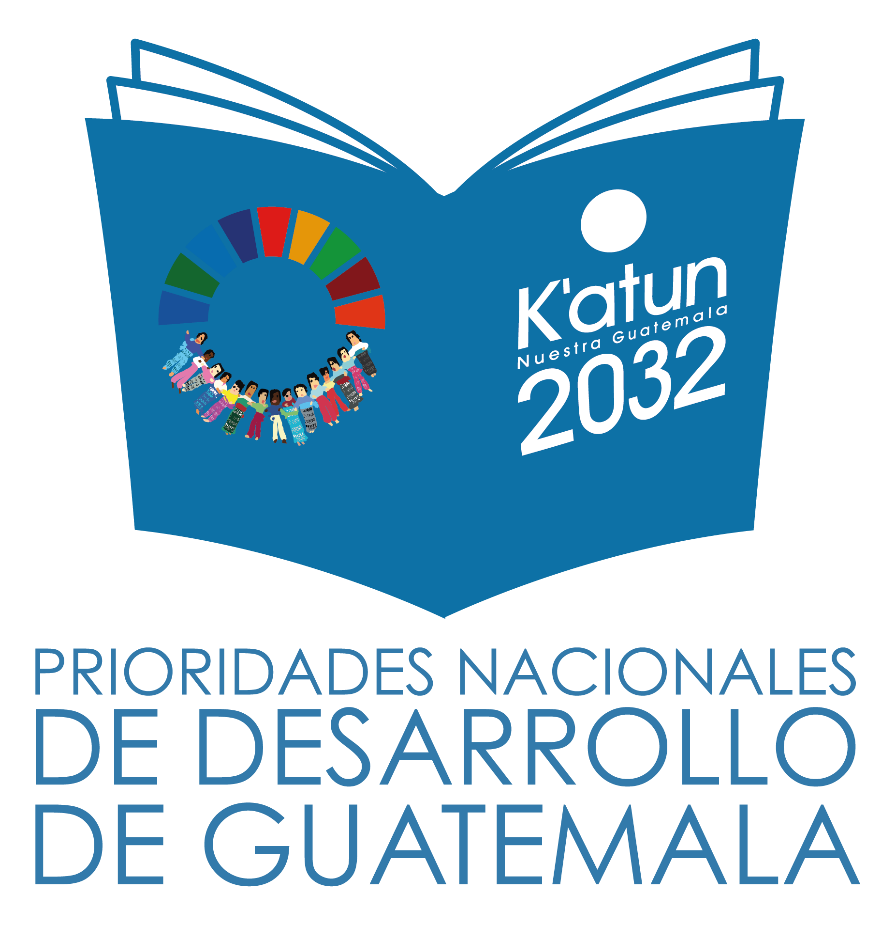 K'atun
Nuestra Guatemala
2032
PRIORIDADES NACIONALES
DE DESARROLLO
DE GUATEMALA